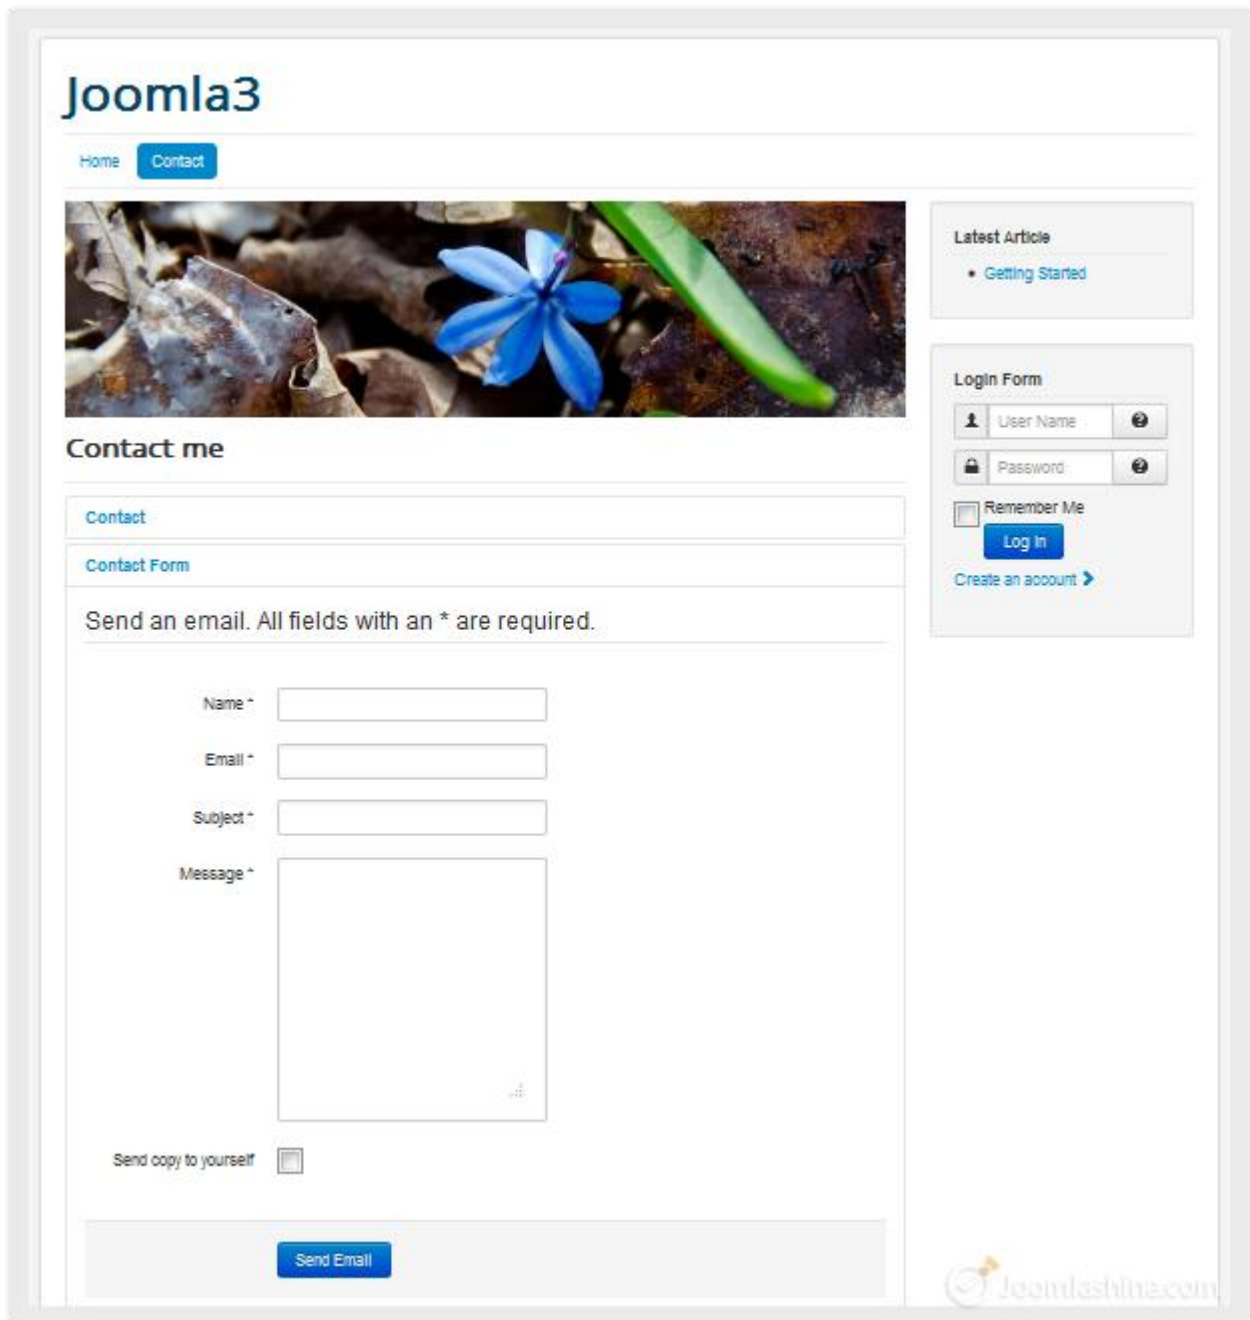 Joomla3
Home Contact
Contact me
Contact
Contact Form
Send an email. All fields with an * are required.
Name *
Email *
Subject *
Message *
Send copy to yourself
Send Email
Latest Article
Getting Started
Login Form
User Name
Password
Remember Me
Log in
Create an account
Joomlashine.com